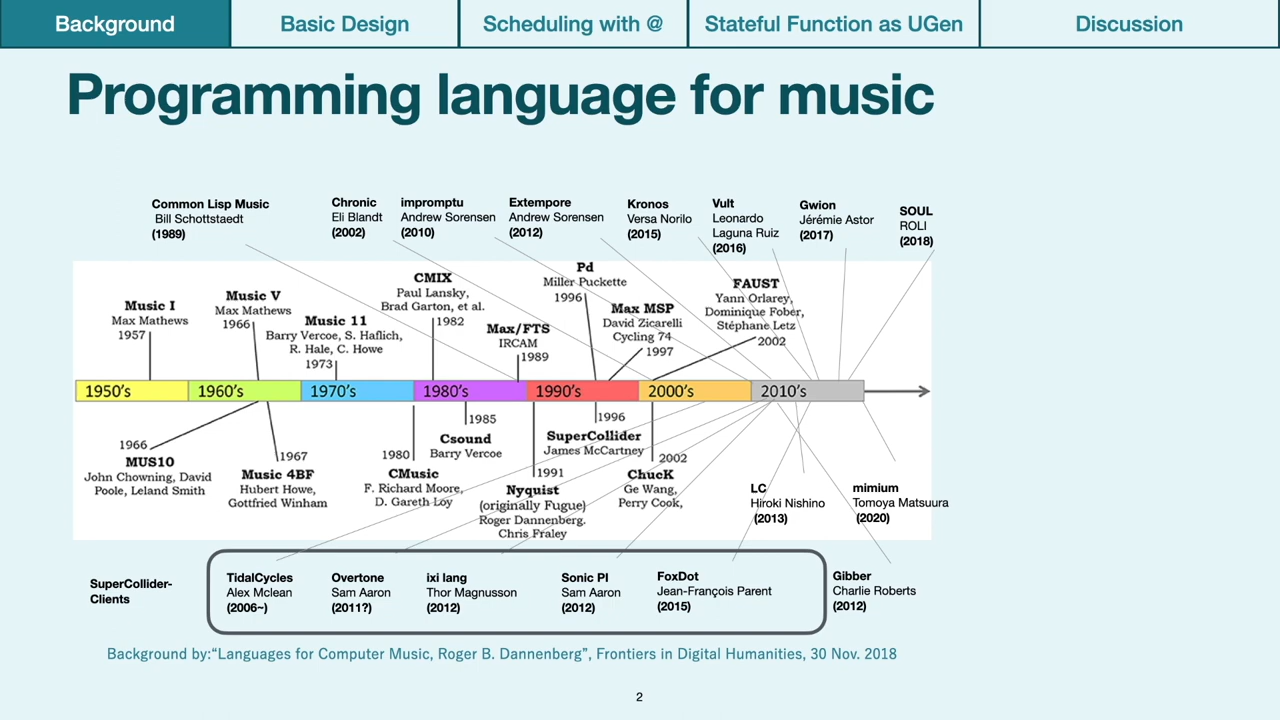 Background
Basic Design
Scheduling with @
Stateful Function as UGen
Discussion
Programming language for music
Common Lisp Music
Bill Schottstaedt
(1989)
Chronic
Eli Blandt
(2002)
impromptu
Andrew Sorensen
(2010)
Extempore
Andrew Sorensen
(2012)
Kronos
Versa Norilo
(2015)
Vult
Leonardo
Laguna Ruiz
(2016)
Gwion
Jérémie Astor
(2017)
SOUL
ROLI
(2018)
Music I
Max Mathews
1957
Music V
Max Mathews
1966
Music 11
Barry Vercoe, S. Haflich,
R. Hale, C. Howe
1973
CMIX
Paul Lansky,
Brad Garton, et al.
1982
Max/FTS
IRCAM
1989
Pd
Miller Puckette
1996
Max MSP
David Zicarelli
Cycling 74
1997
FAUST
Yann Orlarey,
Dominique Fober,
Stéphane Letz
2002
1950's
1960's
1970's
1980's
1990's
2000's
2010's
1966
MUS10
John Chowning, David
Poole, Leland Smith
1967
Music 4BF
Hubert Howe,
Gottfried Winham
1980
CMusic
F. Richard Moore,
D. Gareth Loy
1985
Csound
Barry Vercoe
1991
Nyquist
(originally Fugue)
Roger Dannenberg.
Chris Fraley
1996
SuperCollider
James McCartney
2002
ChucK
Ge Wang,
Perry Cook,
LC
Hiroki Nishino
(2013)
mimium
Tomoya Matsuura
(2020)
SuperCollider-
Clients
TidalCycles
Alex Mclean
(2006~)
Overtone
Sam Aaron
(2011?)
ixi lang
Thor Magnusson
(2012)
Sonic PI
Sam Aaron
(2012)
FoxDot
Jean-François Parent
(2015)
Gibber
Charlie Roberts
(2012)
Background by:“Languages for Computer Music, Roger B. Dannenberg”, Frontiers in Digital Humanities, 30 Nov. 2018
2